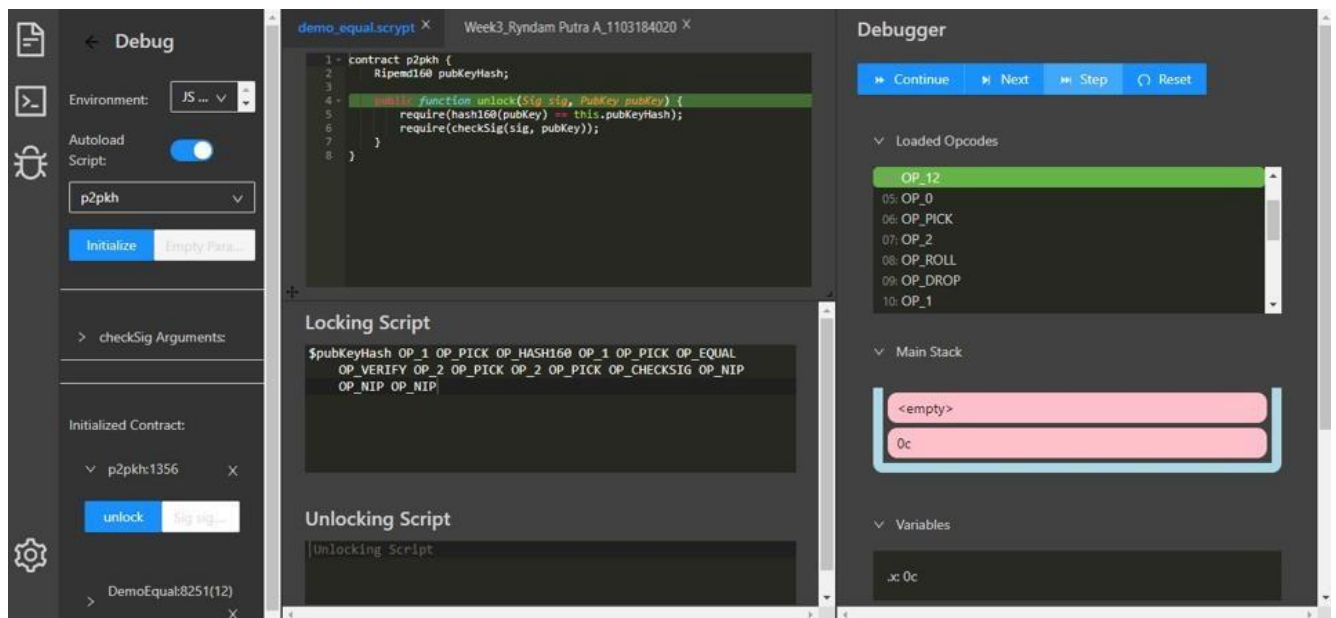 Debug
Environment:
JS ...
Autoload
Script:
p2pkh
Initialize
Empty Para...
checkSig Arguments:
Initialized Contract:
p2pkh:1356
X
unlock
Sig sig...
DemoEqual:8251(12)
X
demo_equal.scrypt X
Week3_Ryndam Putra A_1103184020 X
1 contract p2pkh {
2 Ripemd160 pubKeyHash;
3
4 public function unlock(Sig sig, PubKey pubKey) {
5 require(hash160(pubKey) == this.pubKeyHash);
6 require(checkSig(sig, pubKey));
7 }
8 }
Locking Script
$pubKeyHash OP_1 OP_PICK OP_HASH160 OP_1 OP_PICK OP_EQUAL
OP_VERIFY OP_2 OP_PICK OP_2 OP_PICK OP_CHECKSIG OP_NIP
OP_NIP OP_NIP
Unlocking Script
Unlocking Script
Debugger
Continue
Next
Step
Reset
Loaded Opcodes
OP_12
05: OP_0
06: OP_PICK
07: OP_2
08: OP_ROLL
09: OP_DROP
10: OP_1
Main Stack
<empty>
0c
Variables
.x: 0c